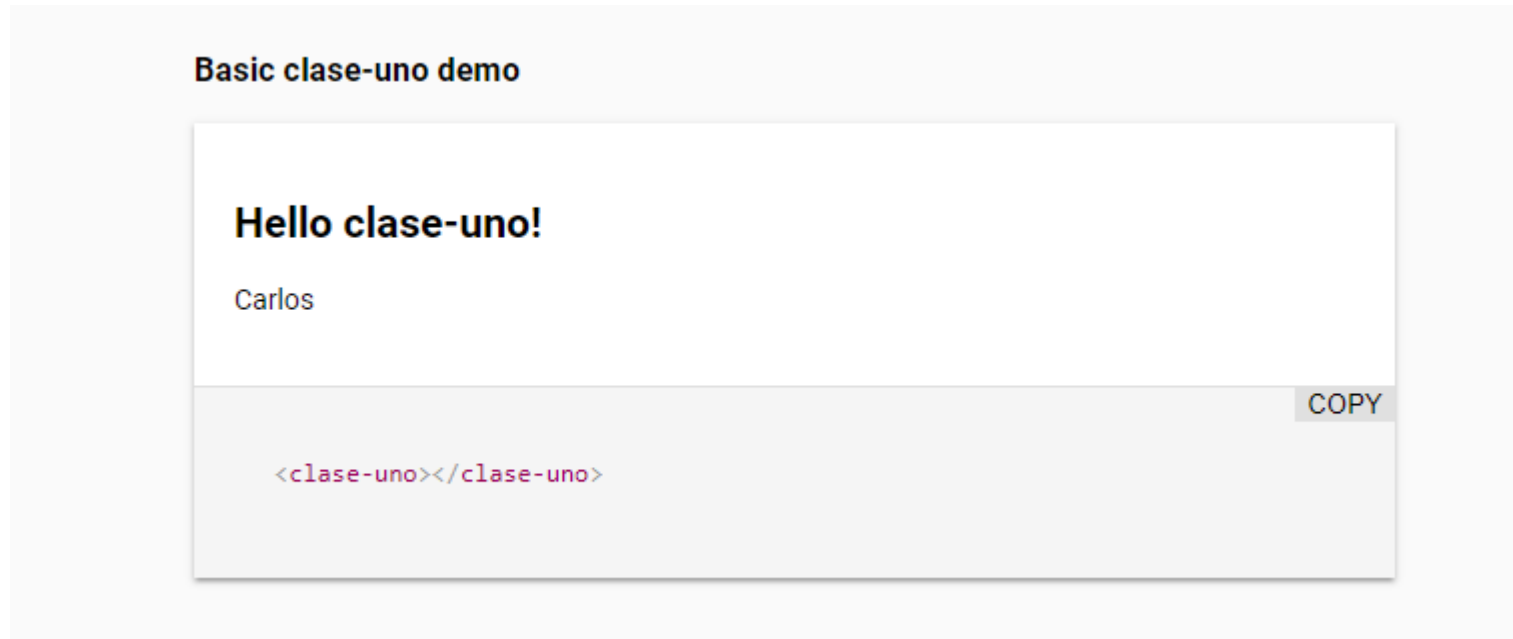 Basic clase-uno demo
Hello clase-uno!
Carlos
COPY
<clase-uno></clase-uno>